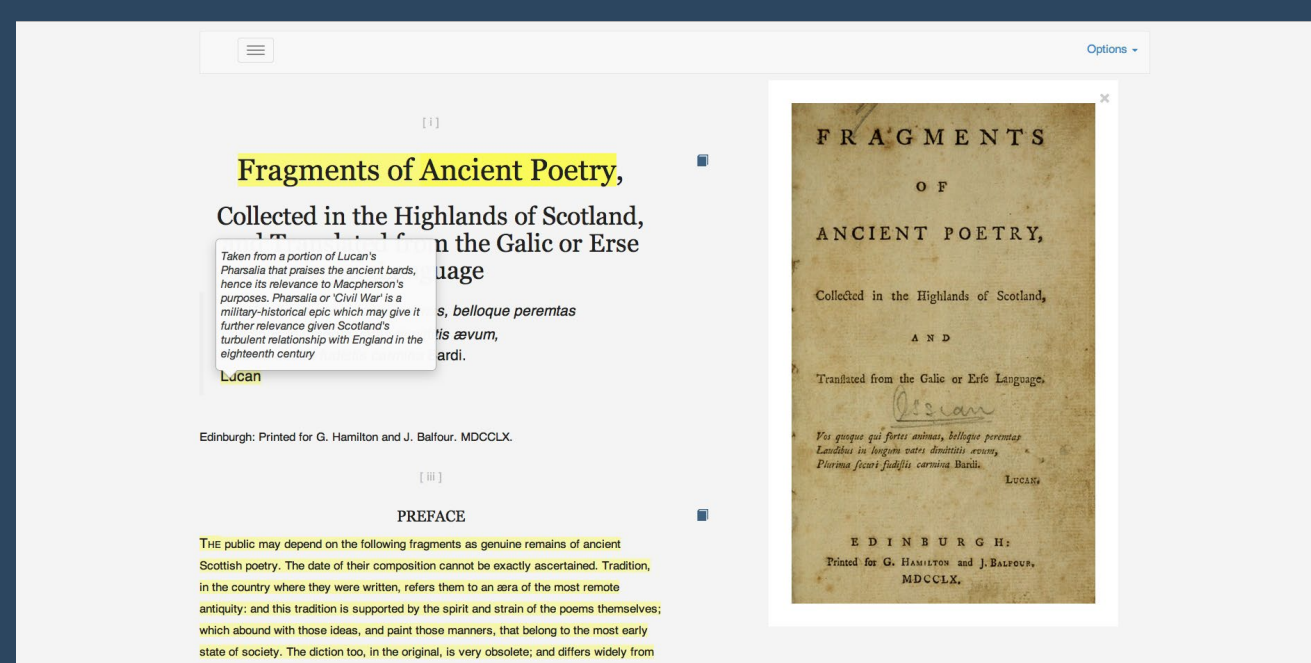 Options
[ i ]
Fragments of Ancient Poetry,
Collected in the Highlands of Scotland,
from the Galic or Erse
uage
Taken from a portion of Lucan's
Pharsalia that praises the ancient bards,
hence its relevance to Macpherson's
purposes. Pharsalia or 'Civil War' is a
military-historical epic which may give it
further relevance given Scotland's
turbulent relationship with England in the
eighteenth century
s, belloque peremtas
tis ævum,
ardi.
Lucan
Edinburgh: Printed for G. Hamilton and J. Balfour. MDCCLX.
[ iii ]
PREFACE
THE public may depend on the following fragments as genuine remains of ancient
Scottish poetry. The date of their composition cannot be exactly ascertained. Tradition,
in the country where they were written, refers them to an æra of the most remote
antiquity: and this tradition is supported by the spirit and strain of the poems themselves;
which abound with those ideas, and paint those manners, that belong to the most early
state of society. The diction too, in the original, is very obsolete; and differs widely from
FRAGMENTS
OF
ANCIENT POETRY,
Collected in the Highlands of Scotland,
AND
Tranſlated from the Galic or Erſe Language.
Ossian
Vos quoque qui fortes animas, belloque peremtas
Laudibus in longum vates dimittitis ævum,
Plurima ſecuri fudiſtis carmina Bardi.
LUCAN.
EDINBURGH:
Printed for G. HAMILTON and J. BALFOUR.
MDCCLX.